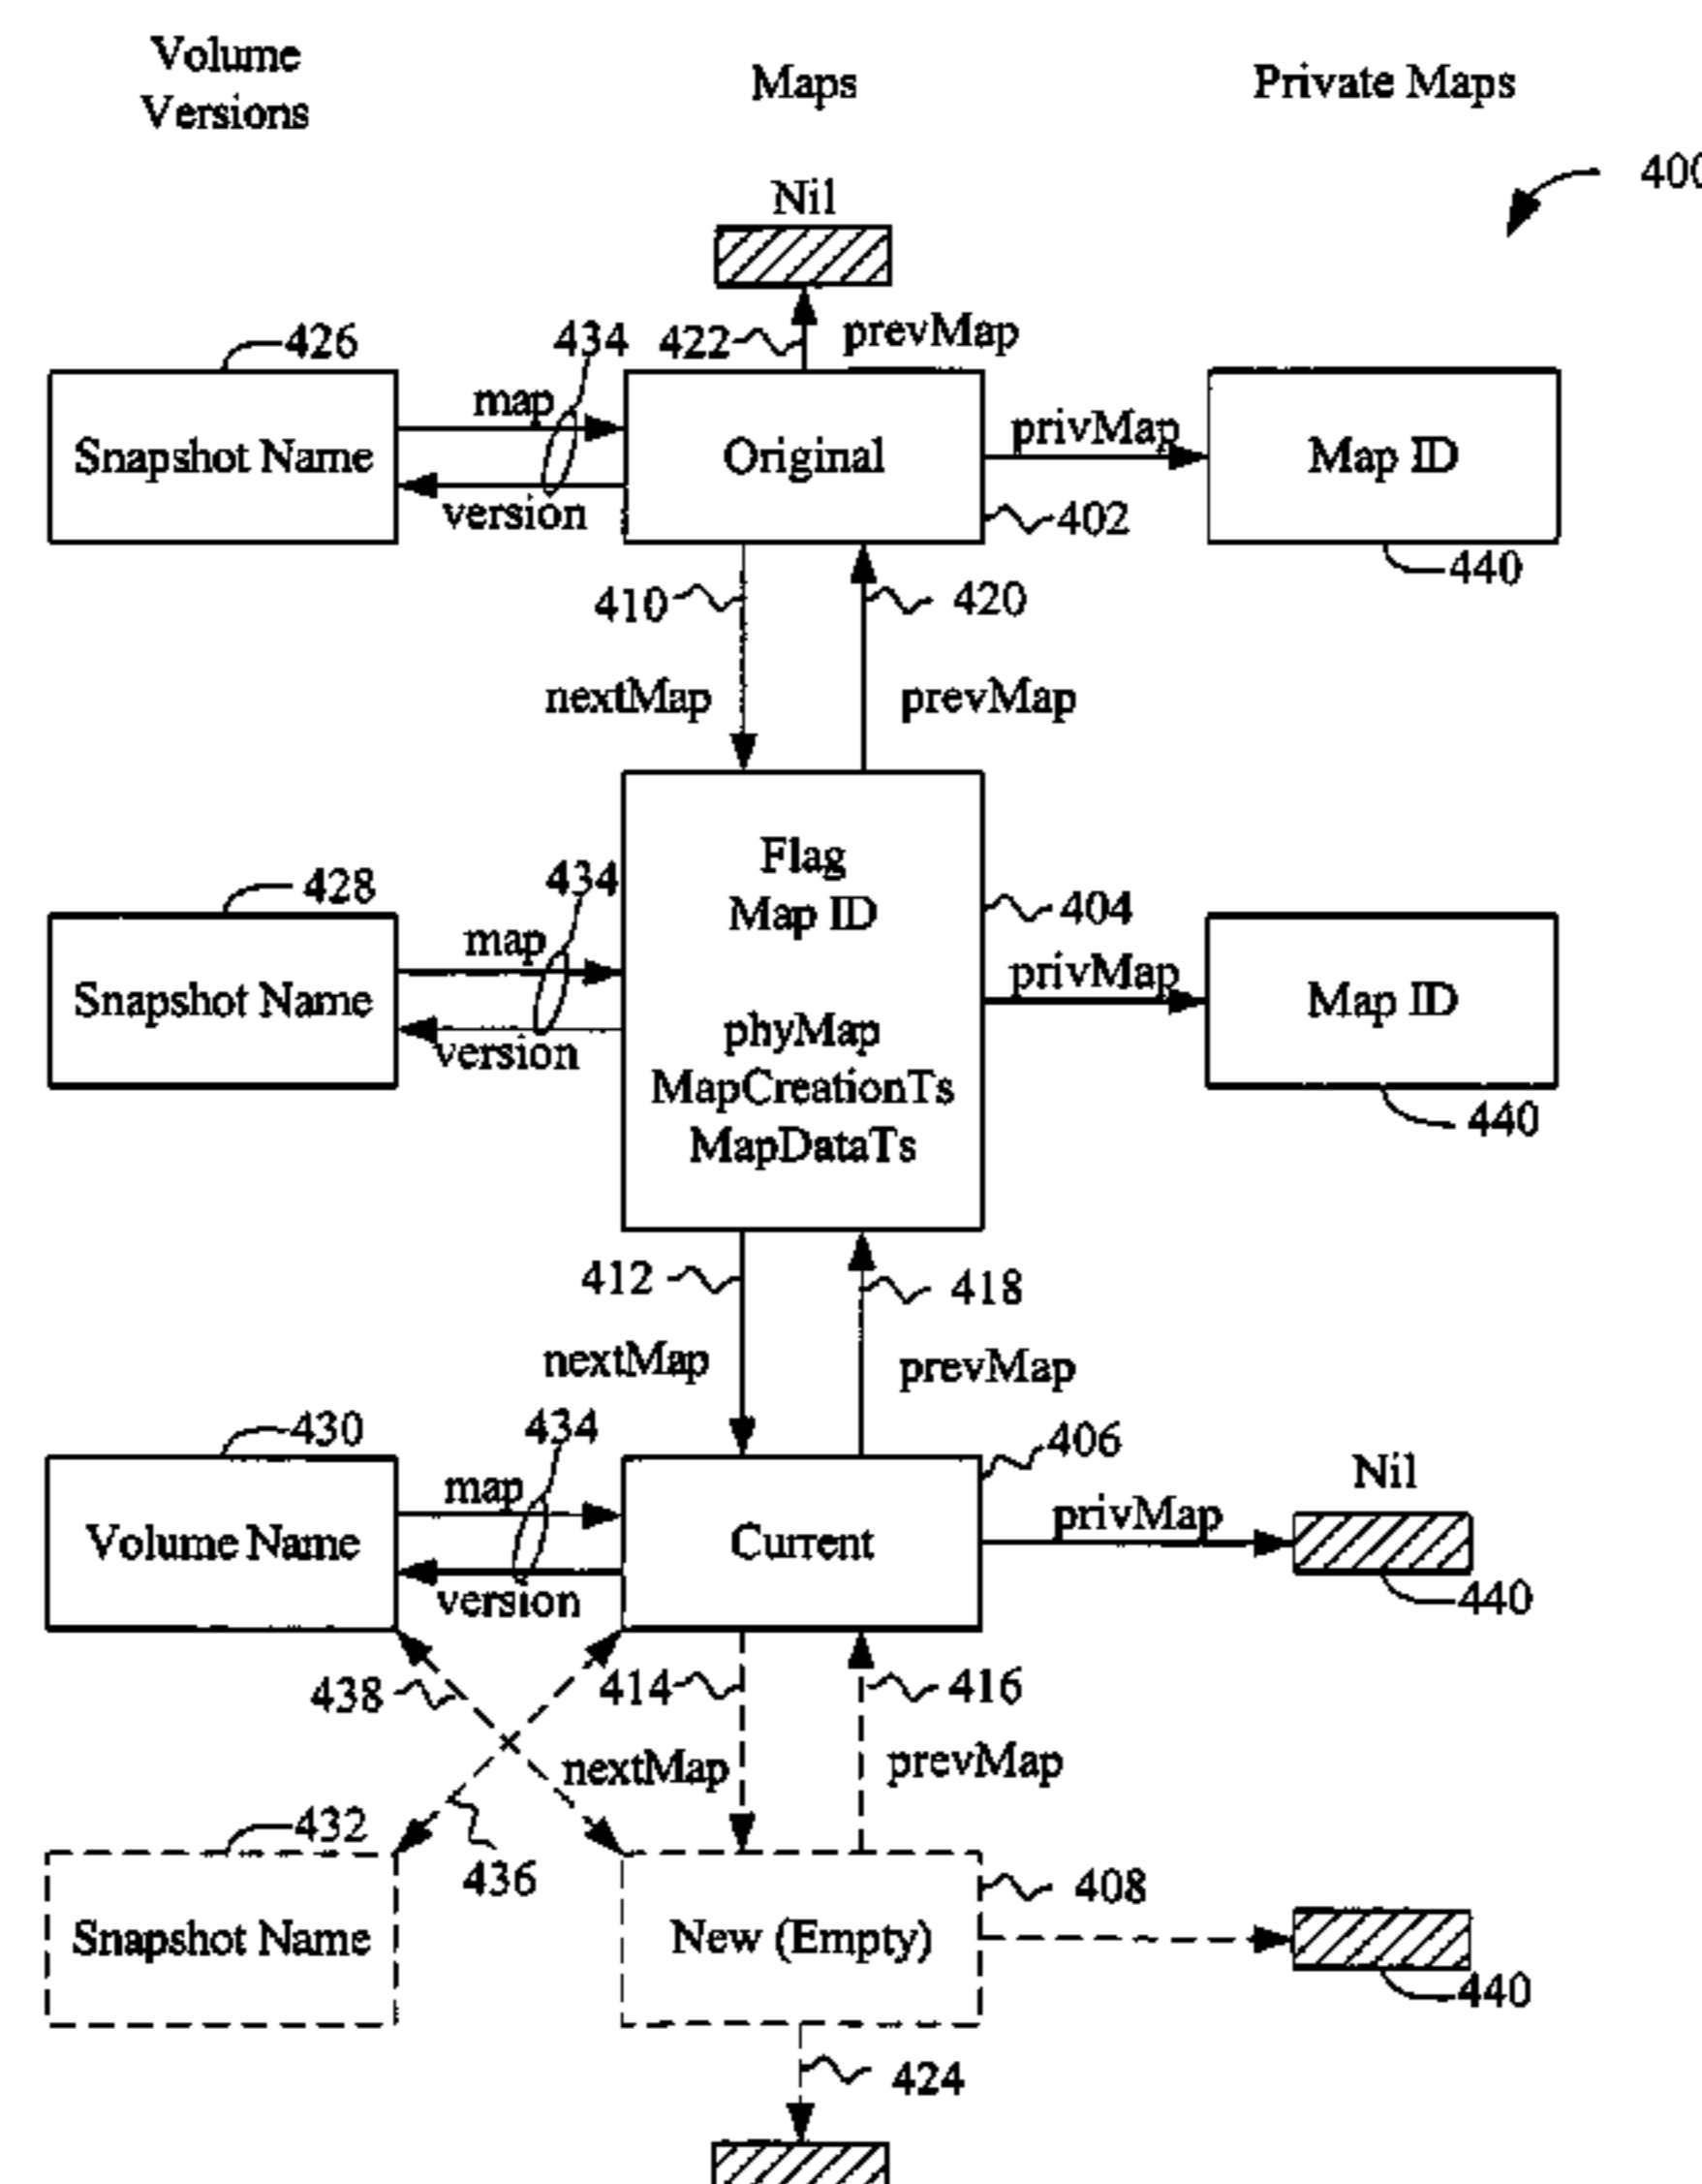 Volume
Versions
Maps
Private Maps
Nil
422
prevMap
426
434
map
Snapshot Name
version
Original
privMap
402
Map ID
440
410
420
nextMap
prevMap
428
434
map
Snapshot Name
version
Flag
Map ID
phyMap
MapCreationTs
MapDataTs
404
privMap
Map ID
440
412
418
nextMap
prevMap
430
434
map
Volume Name
version
Current
406
privMap
Nil
440
438
414
416
nextMap
prevMap
432
436
Snapshot Name
New (Empty)
408
440
424